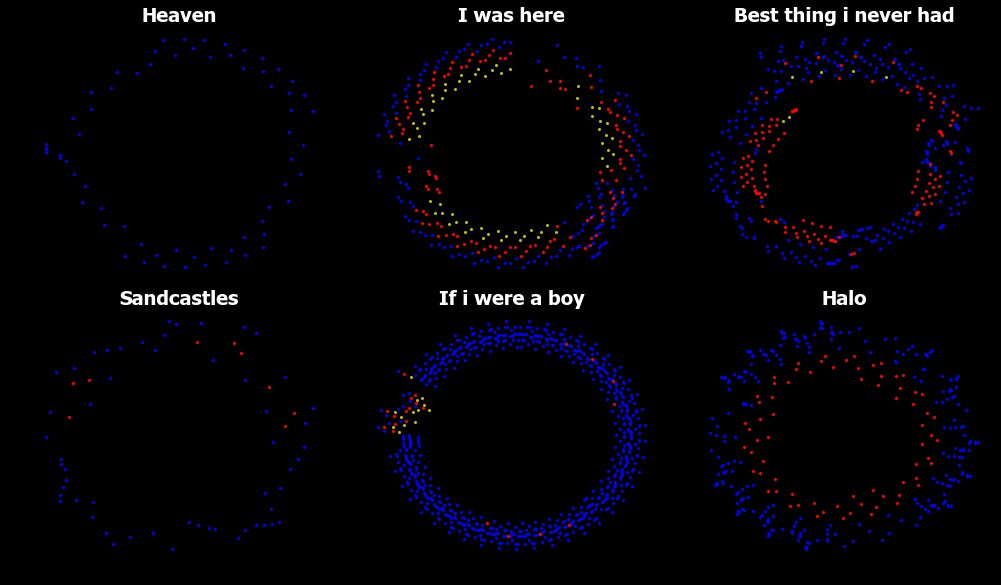 Heaven
I was here
Best thing i never had
Sandcastles
If i were a boy
Halo